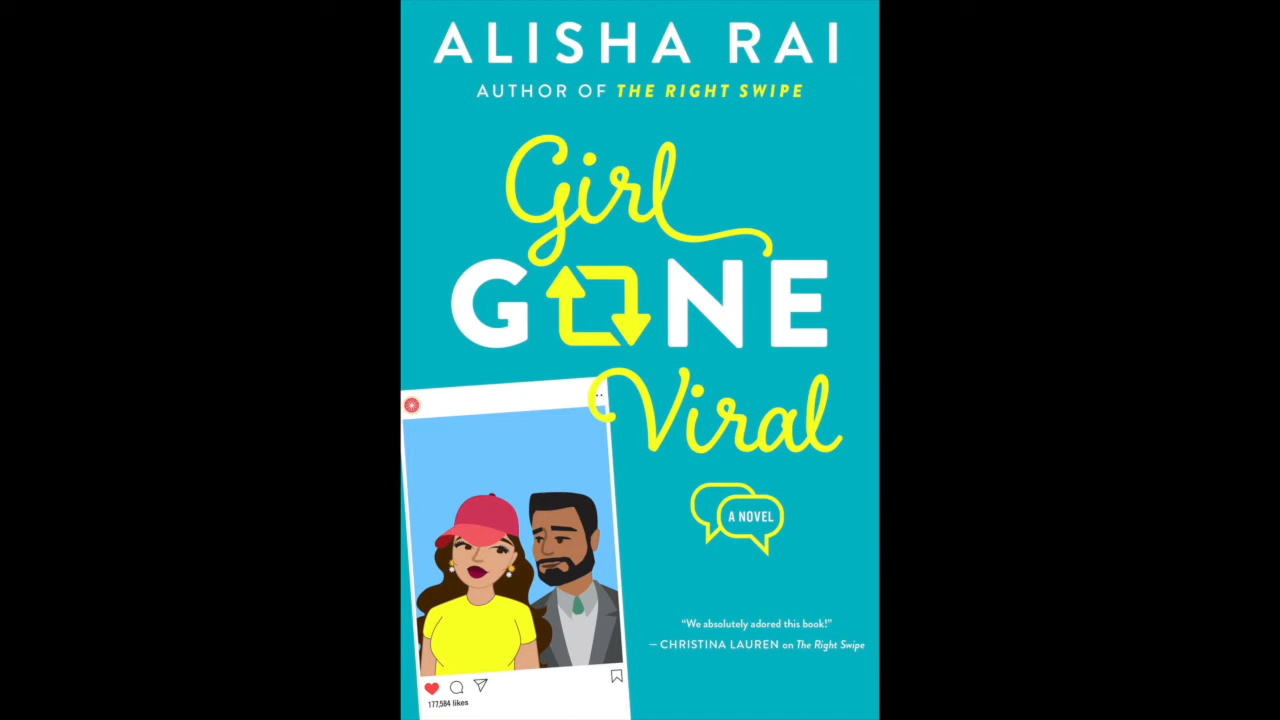 ALISHA RAI
AUTHOR OF THE RIGHT SWIPE
Girl
GONE
Viral
A NOVEL
"We absolutely adored this book!"
— CHRISTINA LAUREN on The Right Swipe
177,584 likes